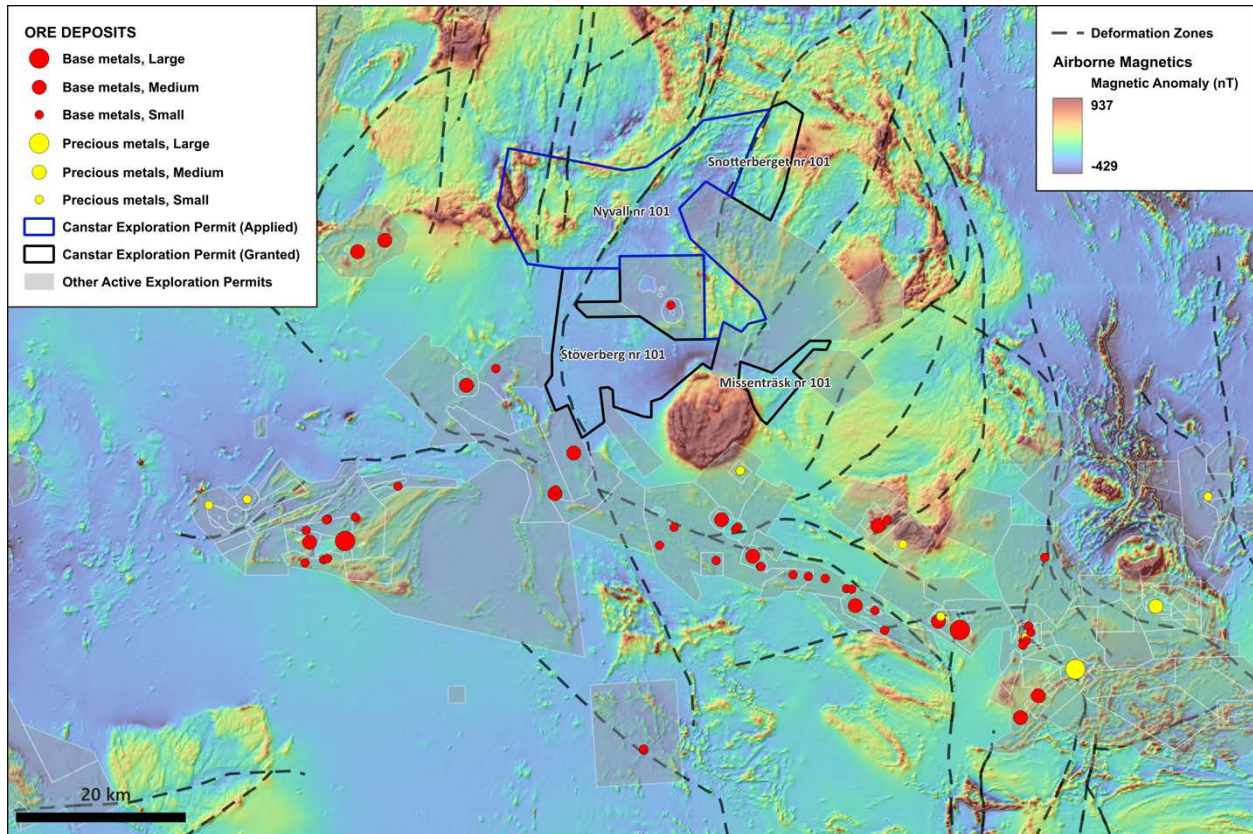 ORE DEPOSITS
Base metals, Large
Base metals, Medium
Base metals, Small
Precious metals, Large
Precious metals, Medium
Precious metals, Small
Canstar Exploration Permit (Applied)
Canstar Exploration Permit (Granted)
Other Active Exploration Permits
Deformation Zones
Airborne Magnetics
Magnetic Anomaly (nT)
937
-429
Snotterberget nr 101
Nyvall nr 101
Stöverberg nr 101
Missenträsk nr 101
20 km